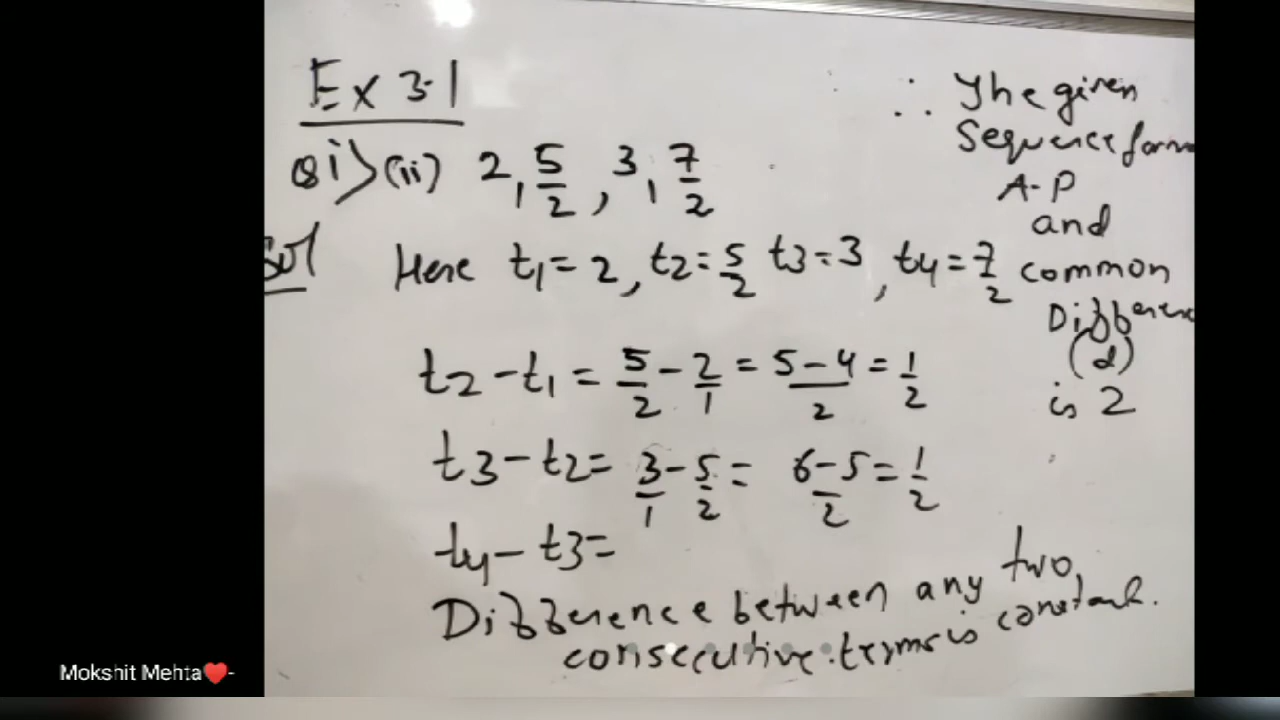 Ex 3.1
Q1) (ii) 2, 5/2, 3, 7/2
Sol Here t1 = 2, t2 = 5/2 t3 = 3, t4 = 7/2
t2 - t1 = 5/2 - 2/1 = 5-4/2 = 1/2
t3 - t2 = 3/1 - 5/2 = 6-5/2 = 1/2
t4 - t3 =
Difference between any two
consecutive terms is constant.
∴ The given
Sequence form
A.P
and
common
Differenc
(d)
is 2
Mokshit Mehta❤️-